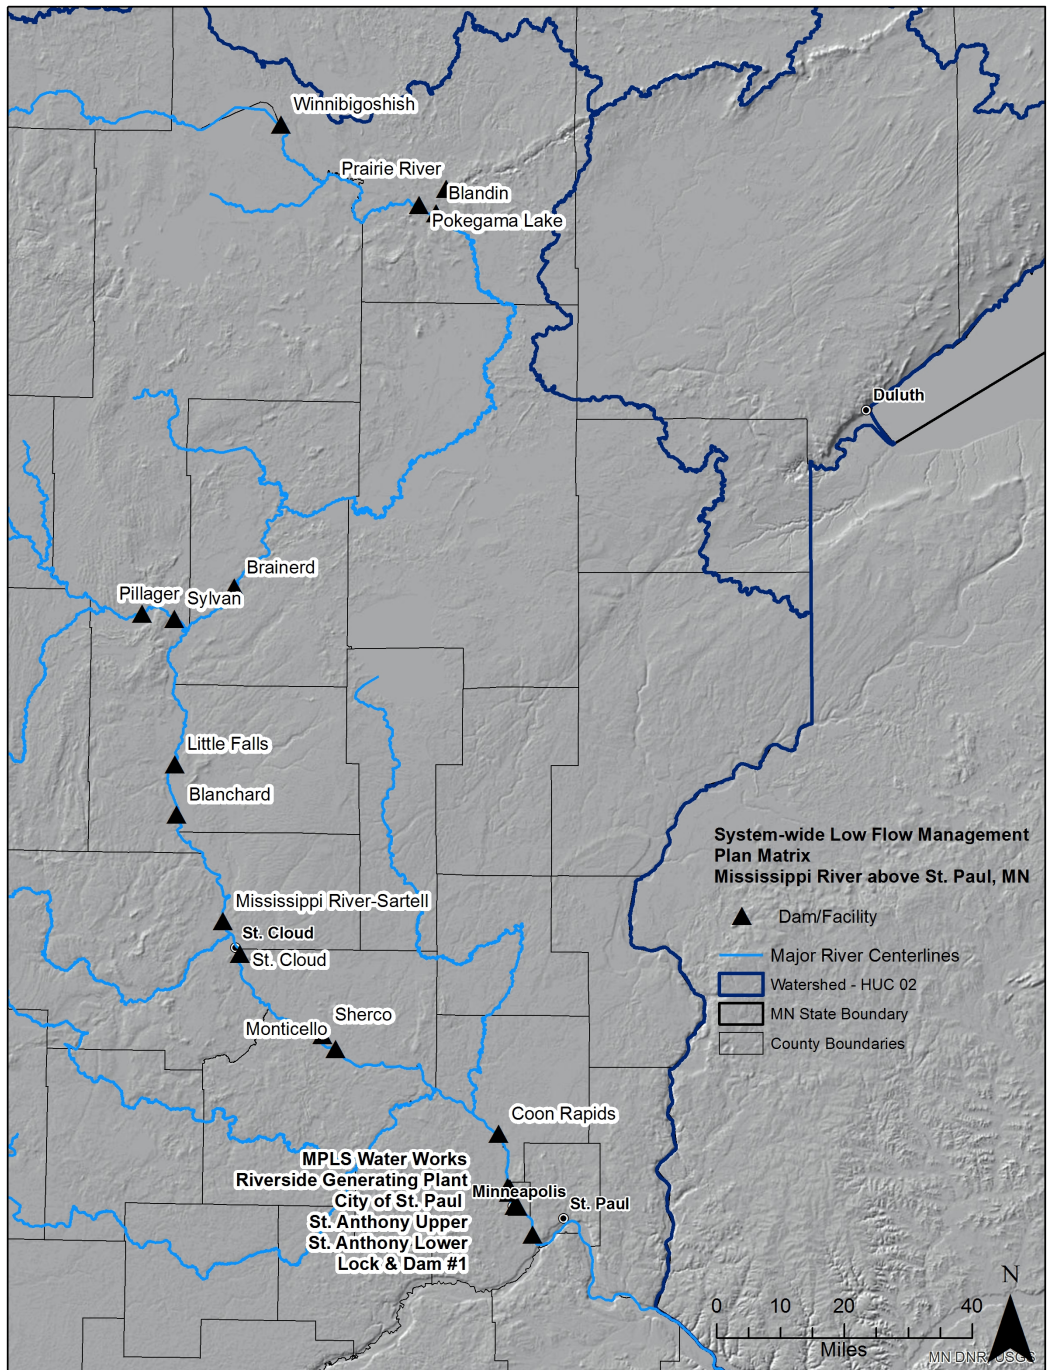 Winnibigoshish
Prairie River
Blandin
Pokegama Lake
Duluth
Brainerd
Pillager
Sylvan
Little Falls
Blanchard
System-wide Low Flow Management
Plan Matrix
Mississippi River above St. Paul, MN
Dam/Facility
Major River Centerlines
Watershed - HUC 02
MN State Boundary
County Boundaries
Mississippi River-Sartell
St. Cloud
St. Cloud
Sherco
Monticello
Coon Rapids
MPLS Water Works
Riverside Generating Plant
City of St. Paul
St. Anthony Upper
St. Anthony Lower
Lock & Dam #1
Minneapolis
St. Paul
N
0 10 20 40
Miles
MN DNR, USGS